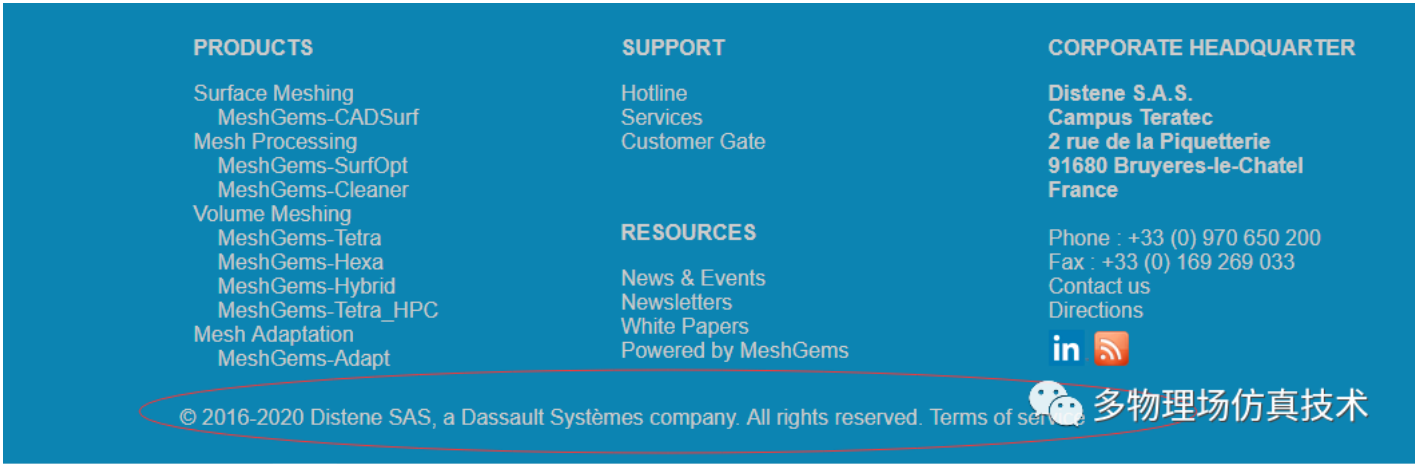 PRODUCTS
Surface Meshing
MeshGems-CADSurf
Mesh Processing
MeshGems-SurfOpt
MeshGems-Cleaner
Volume Meshing
MeshGems-Tetra
MeshGems-Hexa
MeshGems-Hybrid
MeshGems-Tetra_HPC
Mesh Adaptation
MeshGems-Adapt
SUPPORT
Hotline
Services
Customer Gate
RESOURCES
News & Events
Newsletters
White Papers
Powered by MeshGems
CORPORATE HEADQUARTER
Distene S.A.S.
Campus Teratec
2 rue de la Piquetterie
91680 Bruyeres-le-Chatel
France
Phone : +33 (0) 970 650 200
Fax : +33 (0) 169 269 033
Contact us
Directions
in
© 2016-2020 Distene SAS, a Dassault Systèmes company. All rights reserved. Terms of service
多物理场仿真技术